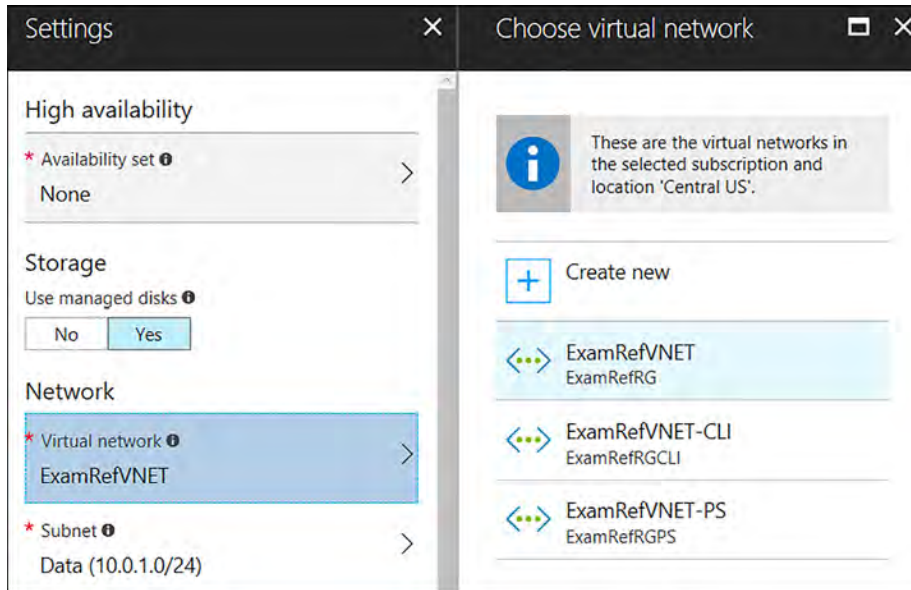 Settings
High availability
* Availability set
None
Storage
Use managed disks
No Yes
Network
* Virtual network
ExamRefVNET
* Subnet
Data (10.0.1.0/24)
Choose virtual network
These are the virtual networks in
the selected subscription and
location 'Central US'.
Create new
ExamRefVNET
ExamRefRG
ExamRefVNET-CLI
ExamRefRGCLI
ExamRefVNET-PS
ExamRefRGPS